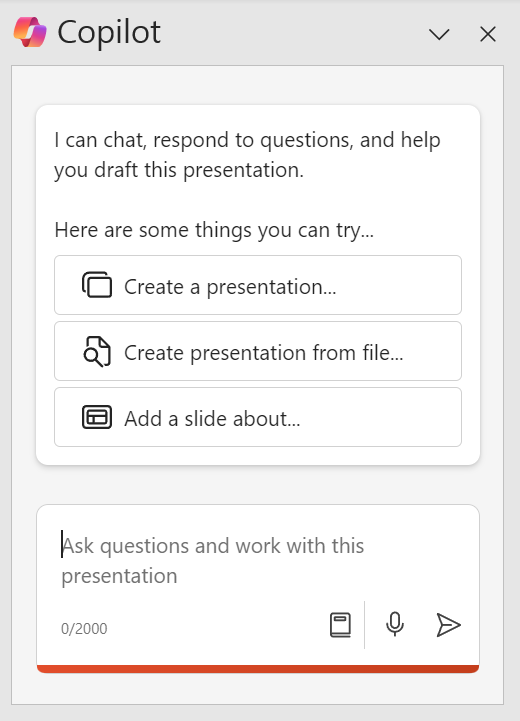 Copilot
I can chat, respond to questions, and help
you draft this presentation.
Here are some things you can try...
Create a presentation...
Create presentation from file...
Add a slide about...
Ask questions and work with this
presentation
0/2000